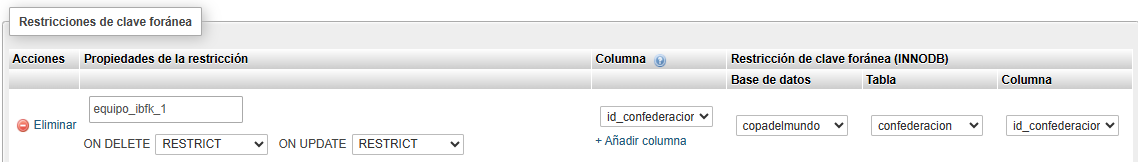 Restricciones de clave foránea
Acciones Propiedades de la restricción Columna Restricción de clave foránea (INNODB)
Base de datos Tabla Columna
equipo_ibfk_1
Eliminar id_confederacior copadelmundo confederacion id_confederacior
ON DELETE RESTRICT ON UPDATE RESTRICT + Añadir columna